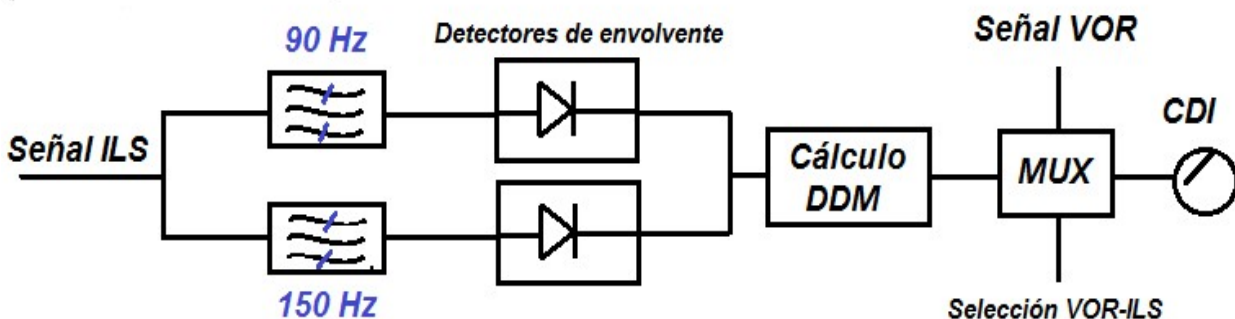 90 Hz
Detectores de envolvente
Señal VOR
Señal ILS
CDI
Cálculo
DDM
MUX
150 Hz
Selección VOR-ILS